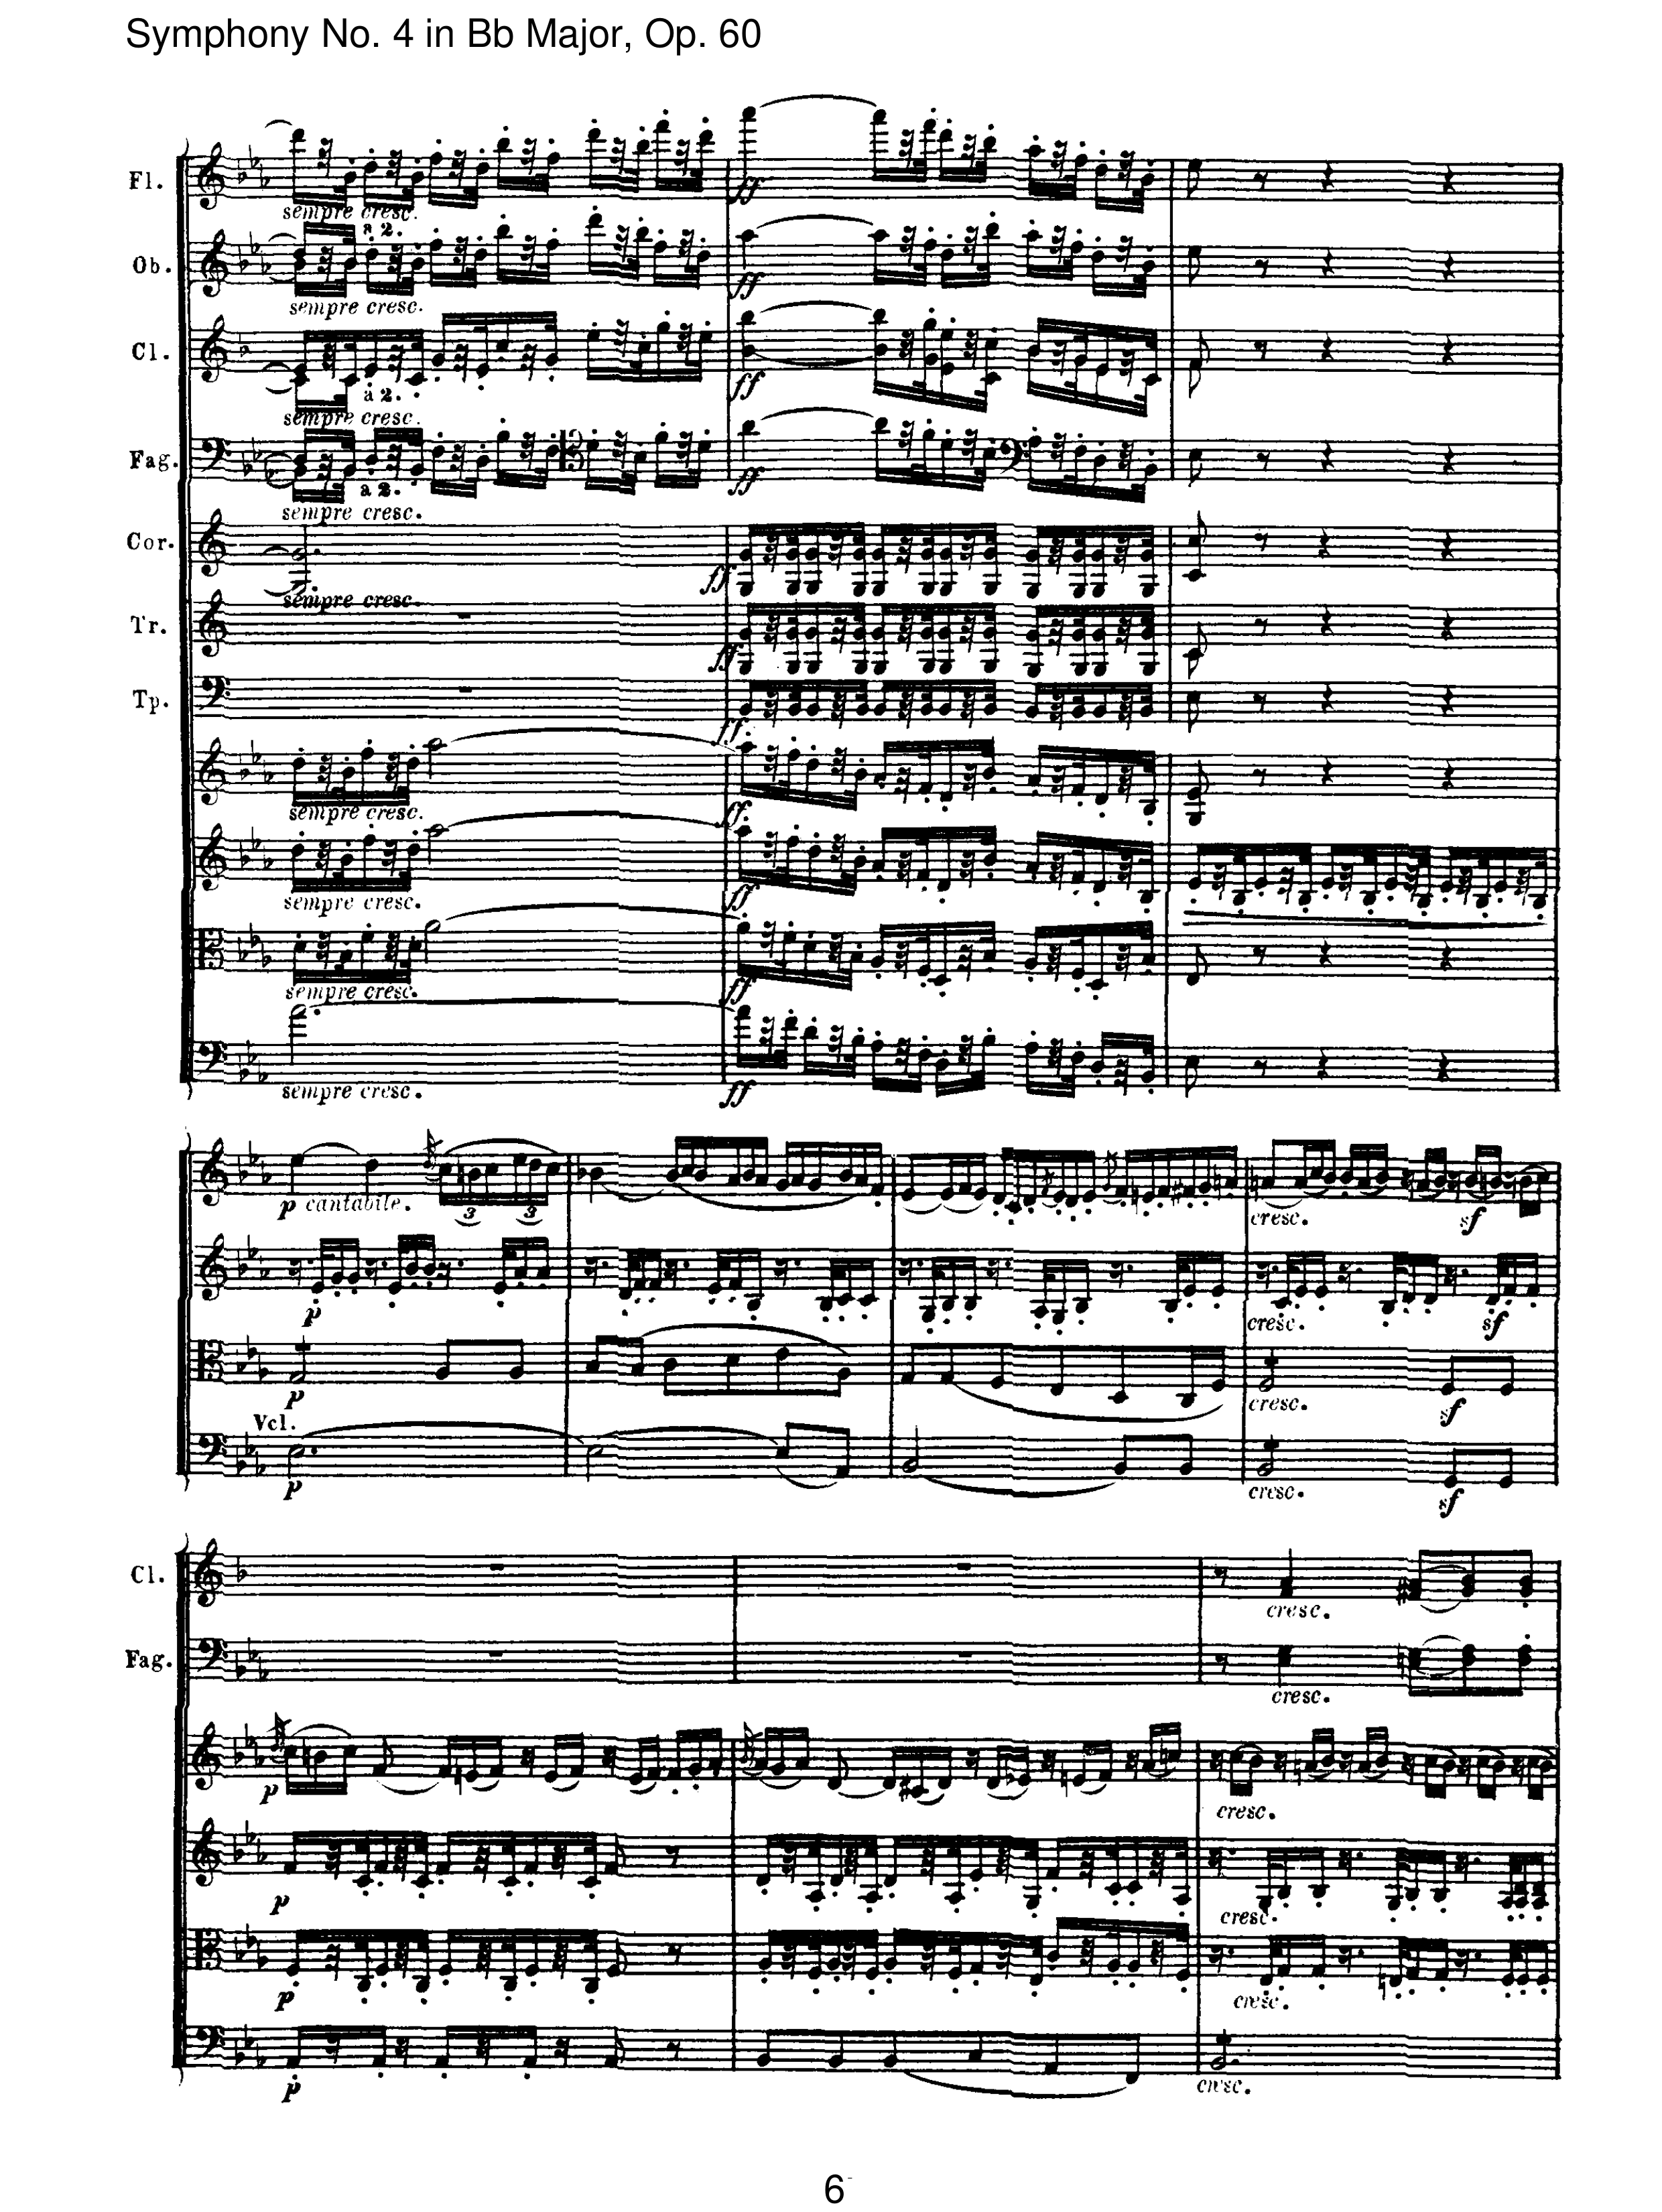 Symphony No. 4 in Bb Major, Op. 60
Fl.
sempre cresc.
ff
a 2.
Ob.
sempre cresc.
ff
Cl.
a 2.
sempre cresc.
ff
Fag.
a 2.
sempre cresc.
ff
Cor.
sempre cresc.
ff
Tr.
ff
Tp.
ff
sempre cresc.
ff
sempre cresc.
ff
sempre cresc.
ff
sempre cresc.
ff
p cantabile.
3
3
cresc.
sf
p
cresc.
sf
p
cresc.
sf
Vcl.
p
cresc.
sf
Cl.
cresc.
Fag.
cresc.
p
cresc.
p
cresc.
p
cresc.
p
cresc.
6